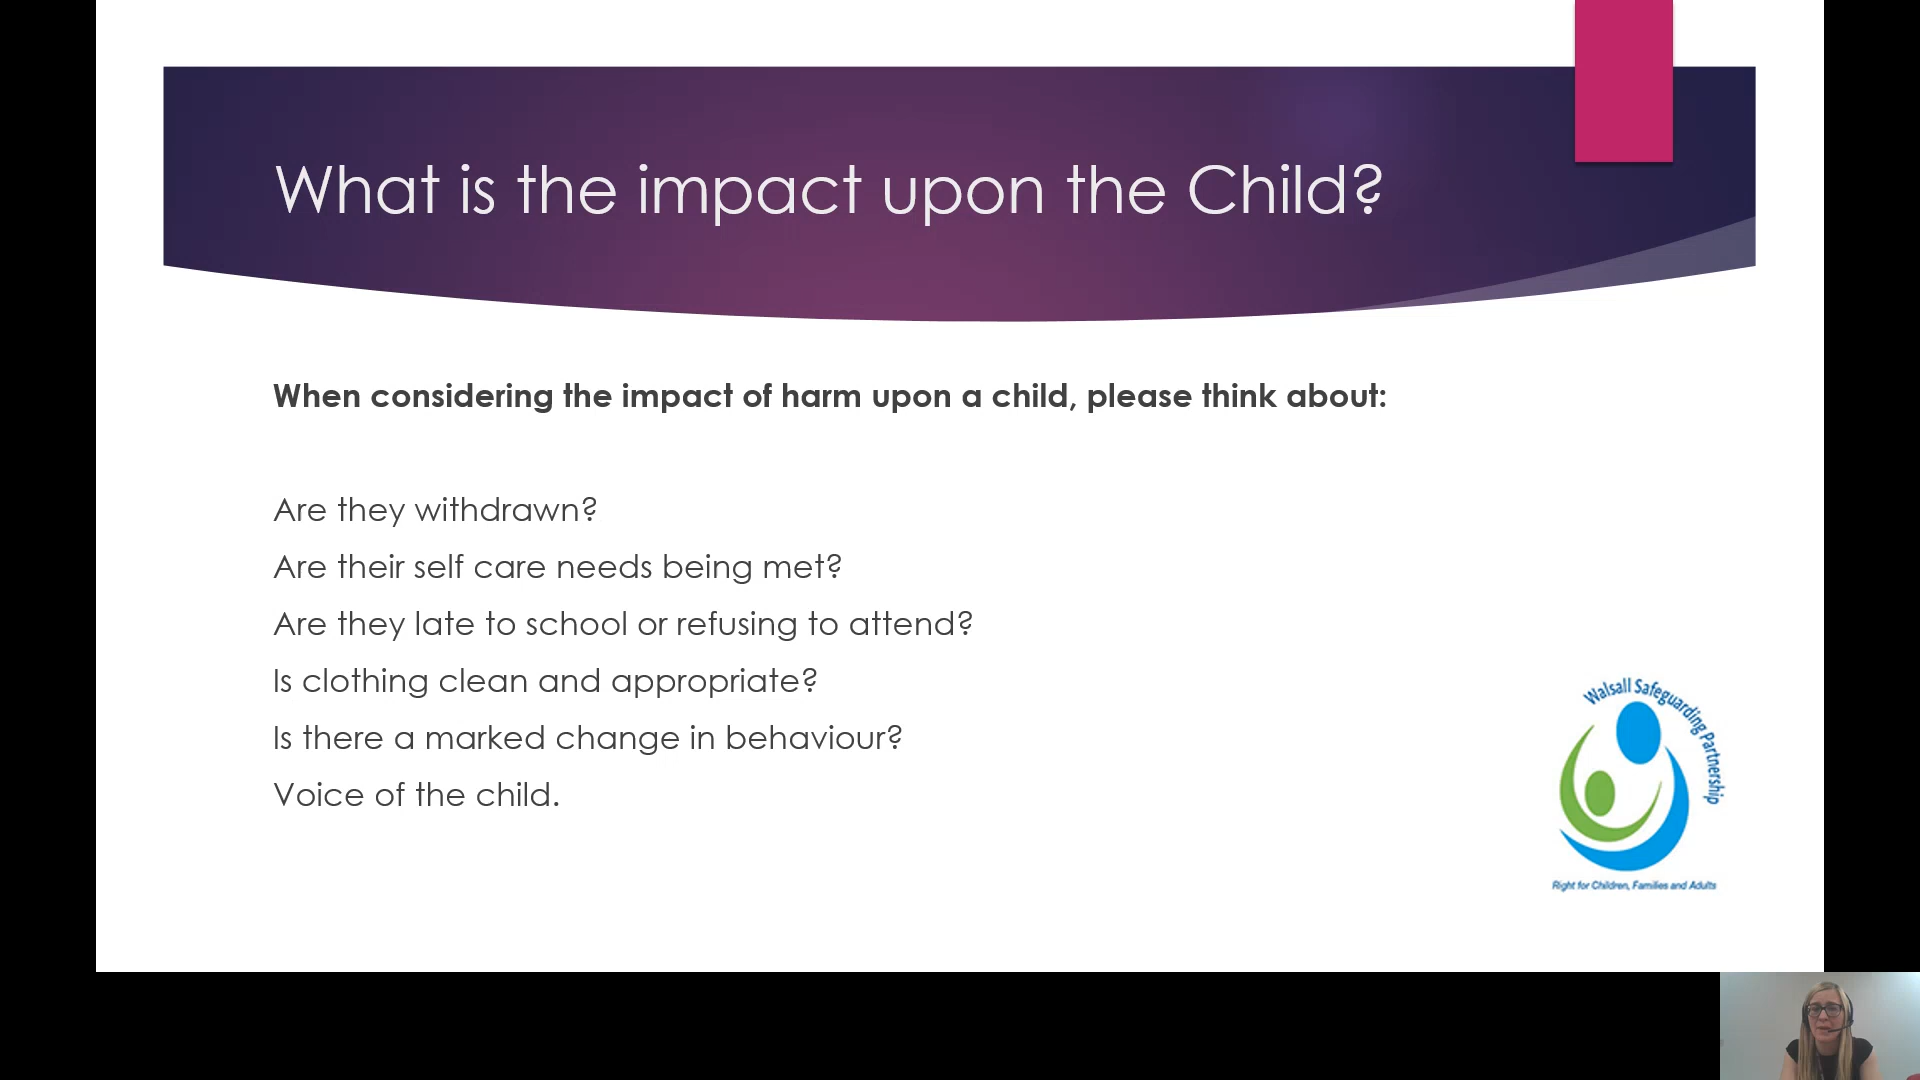 What is the impact upon the Child?
When considering the impact of harm upon a child, please think about:
Are they withdrawn?
Are their self care needs being met?
Are they late to school or refusing to attend?
Is clothing clean and appropriate?
Is there a marked change in behaviour?
Voice of the child.
Walsall Safeguarding Partnership
Right for Children, Families and Adults